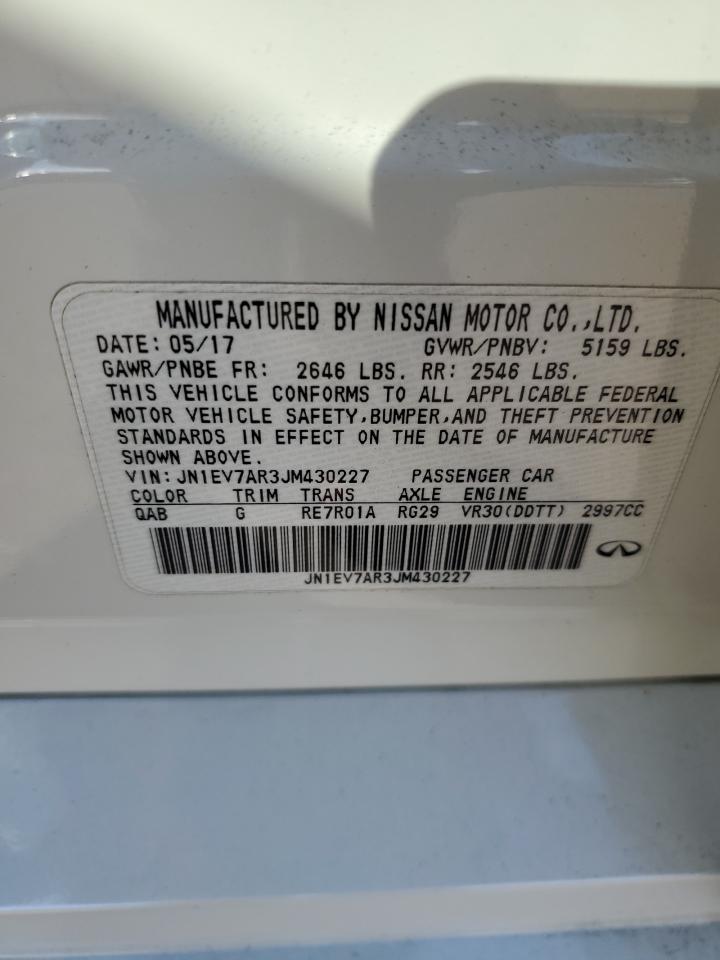 MANUFACTURED BY NISSAN MOTOR CO.,LTD.
DATE: 05/17 GVWR/PNBV: 5159 LBS.
GAWR/PNBE FR: 2646 LBS. RR: 2546 LBS.
THIS VEHICLE CONFORMS TO ALL APPLICABLE FEDERAL
MOTOR VEHICLE SAFETY,BUMPER,AND THEFT PREVENTION
STANDARDS IN EFFECT ON THE DATE OF MANUFACTURE
SHOWN ABOVE.
VIN: JN1EV7AR3JM430227 PASSENGER CAR
COLOR TRIM TRANS AXLE ENGINE
QAB G RE7R01A RG29 VR30(DDTT) 2997CC
JN1EV7AR3JM430227